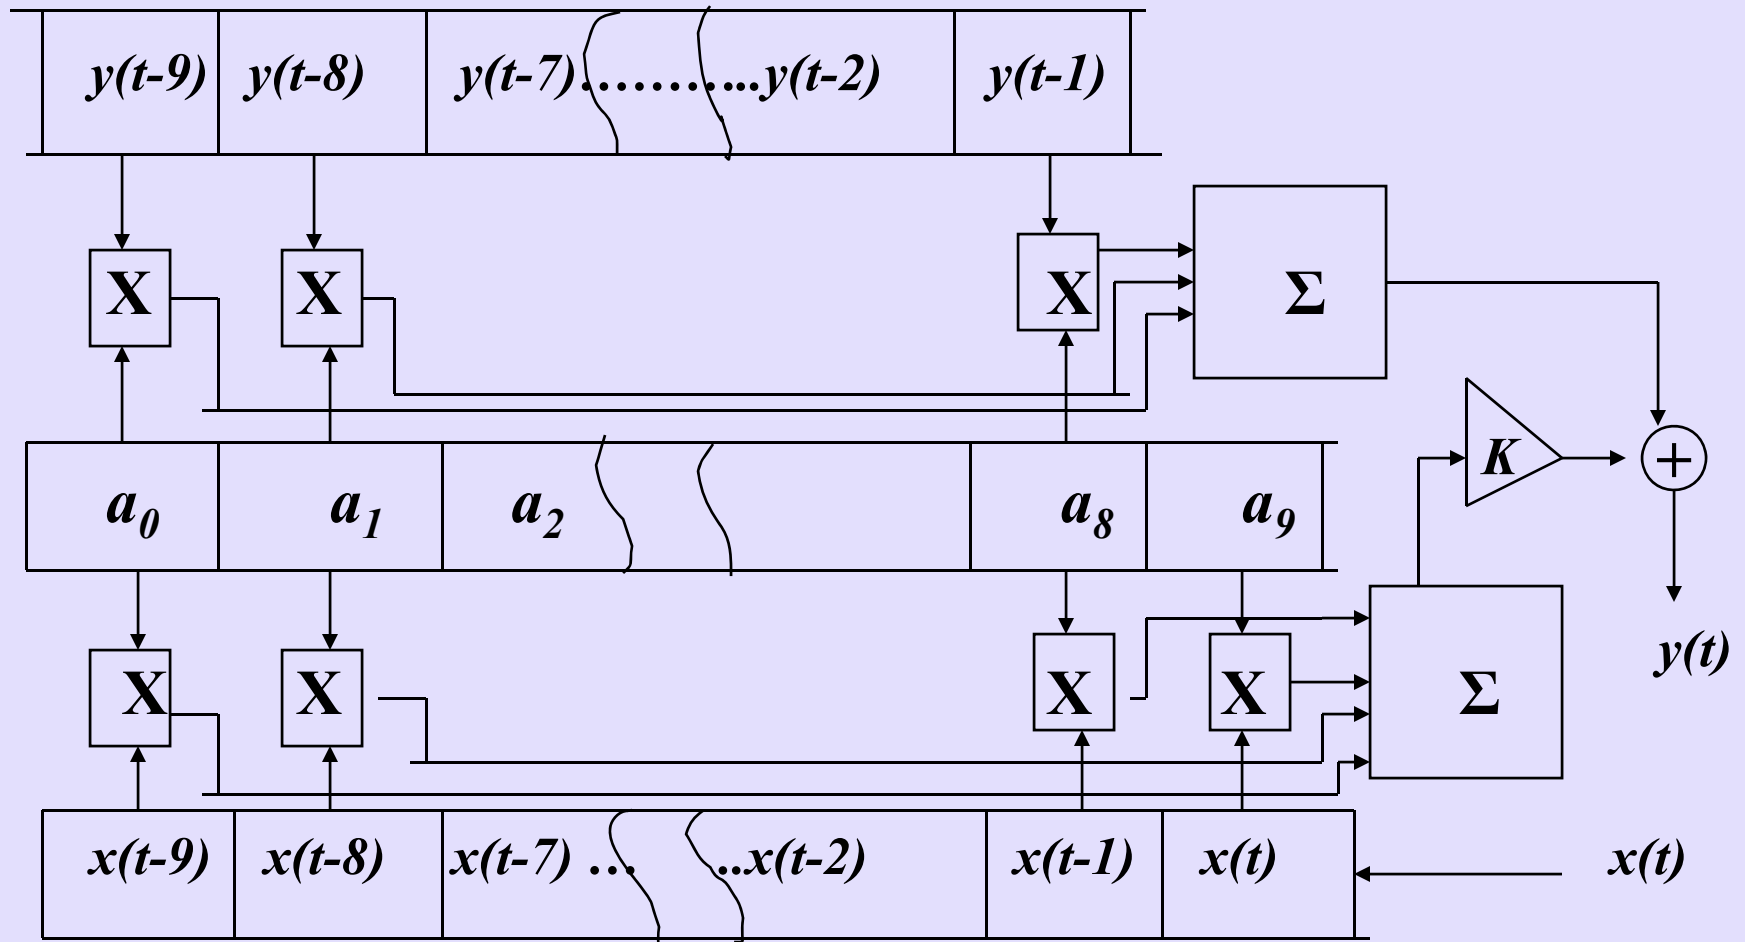 y(t-9) y(t-8) y(t-7)..............y(t-2) y(t-1)
X X X Σ
K +
a0 a1 a2 a8 a9
y(t)
X X X X Σ
x(t-9) x(t-8) x(t-7) ... ..x(t-2) x(t-1) x(t) x(t)